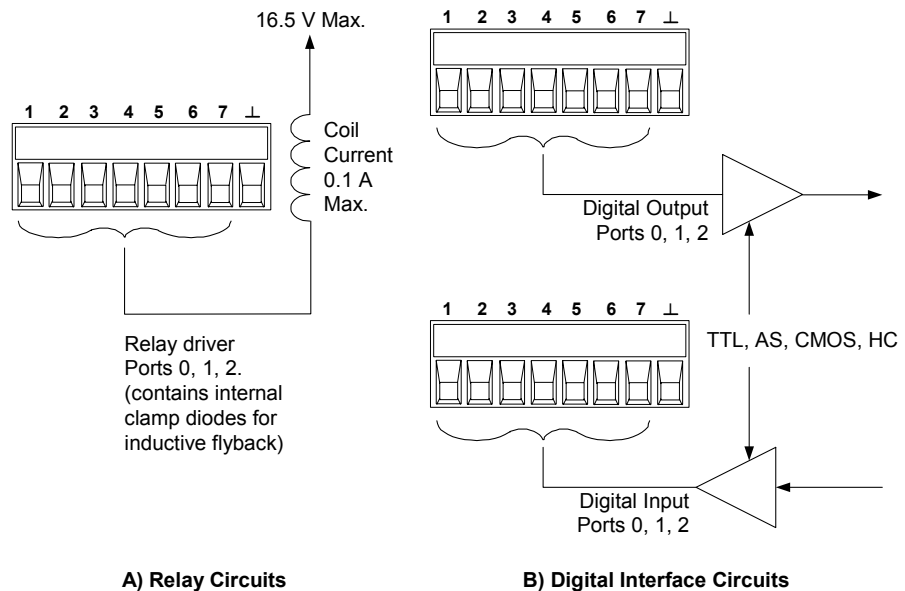 16.5 V Max.
1 2 3 4 5 6 7 ⊥
Coil
Current
0.1 A
Max.
Relay driver
Ports 0, 1, 2.
(contains internal
clamp diodes for
inductive flyback)
A) Relay Circuits
1 2 3 4 5 6 7 ⊥
Digital Output
Ports 0, 1, 2
1 2 3 4 5 6 7 ⊥
TTL, AS, CMOS, HC
Digital Input
Ports 0, 1, 2
B) Digital Interface Circuits